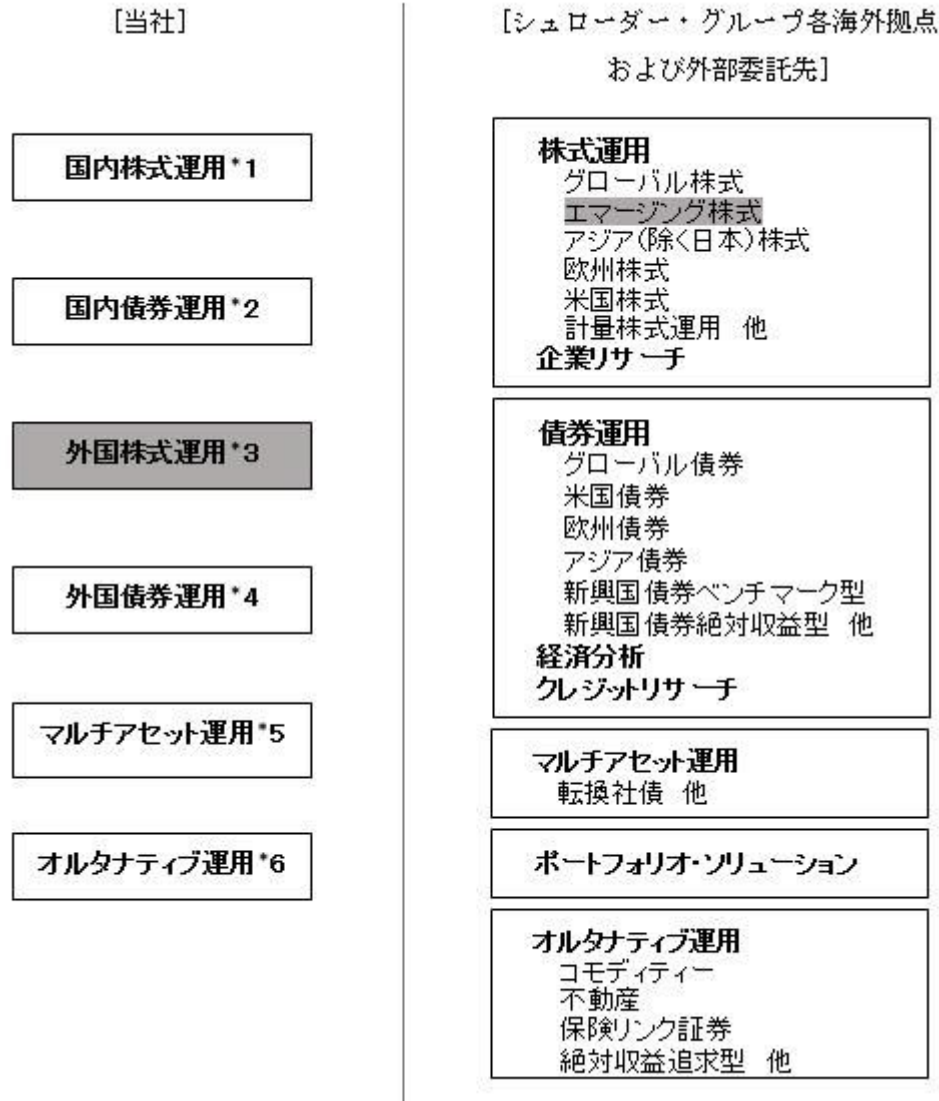 [当社]
国内株式運用*1
国内債券運用*2
外国株式運用*3
外国債券運用*4
マルチアセット運用*5
オルタナティブ運用*6
[シュローダー・グループ各海外拠点
および外部委託先]
株式運用
グローバル株式
エマージング株式
アジア(除く日本)株式
欧州株式
米国株式
計量株式運用 他
企業リサーチ
債券運用
グローバル債券
米国債券
欧州債券
アジア債券
新興国債券ベンチマーク型
新興国債券絶対収益型 他
経済分析
クレジットリサーチ
マルチアセット運用
転換社債 他
ポートフォリオ・ソリューション
オルタナティブ運用
コモディティー
不動産
保険リンク証券
絶対収益追求型 他